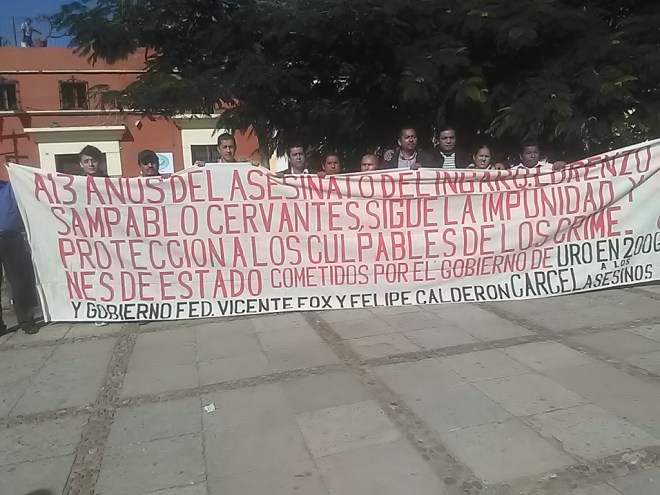 A 13 AÑOS DEL ASESINATO DEL ING. ARQ. LORENZO
SAMPABLO CERVANTES, SIGUE LA IMPUNIDAD Y
PROTECCION A LOS CULPABLES DE LOS CRIME-
NES DE ESTADO COMETIDOS POR EL GOBIERNO DE URO EN 2006
Y GOBIERNO FED. VICENTE FOX Y FELIPE CALDERON CARCEL A LOS ASESINOS